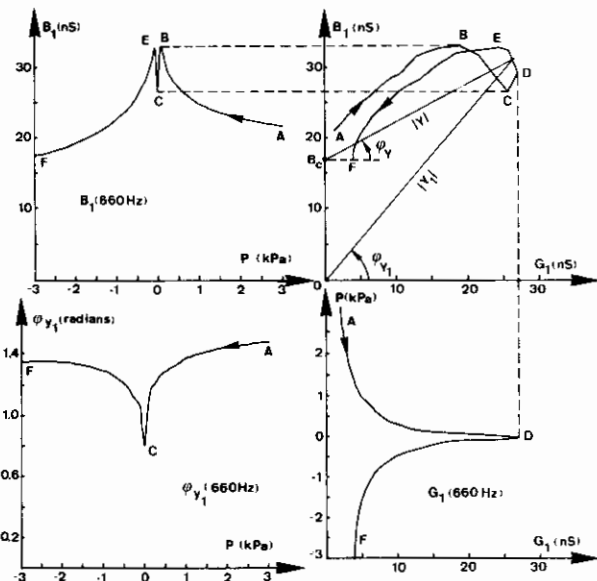 B₁(nS)
E B
30
C
20
A
F
10
B₁(660Hz)
P (kPa)
-3 -2 -1 0 1 2 3
B₁(nS)
B E
30
D
C
20
A
|Y|
Bc
φY
F
10
|Y₁|
φY₁
G₁(nS)
0 10 20 30
φy₁(radians)
1.4
A
F
1.0
C
0.6
φy₁(660Hz)
0.2
P(kPa)
-3 -2 -1 0 1 2 3
P(kPa)
A
2
1
0
D
-1
G₁(660 Hz)
-2
F
-3
G₁(nS)
0 10 20 30